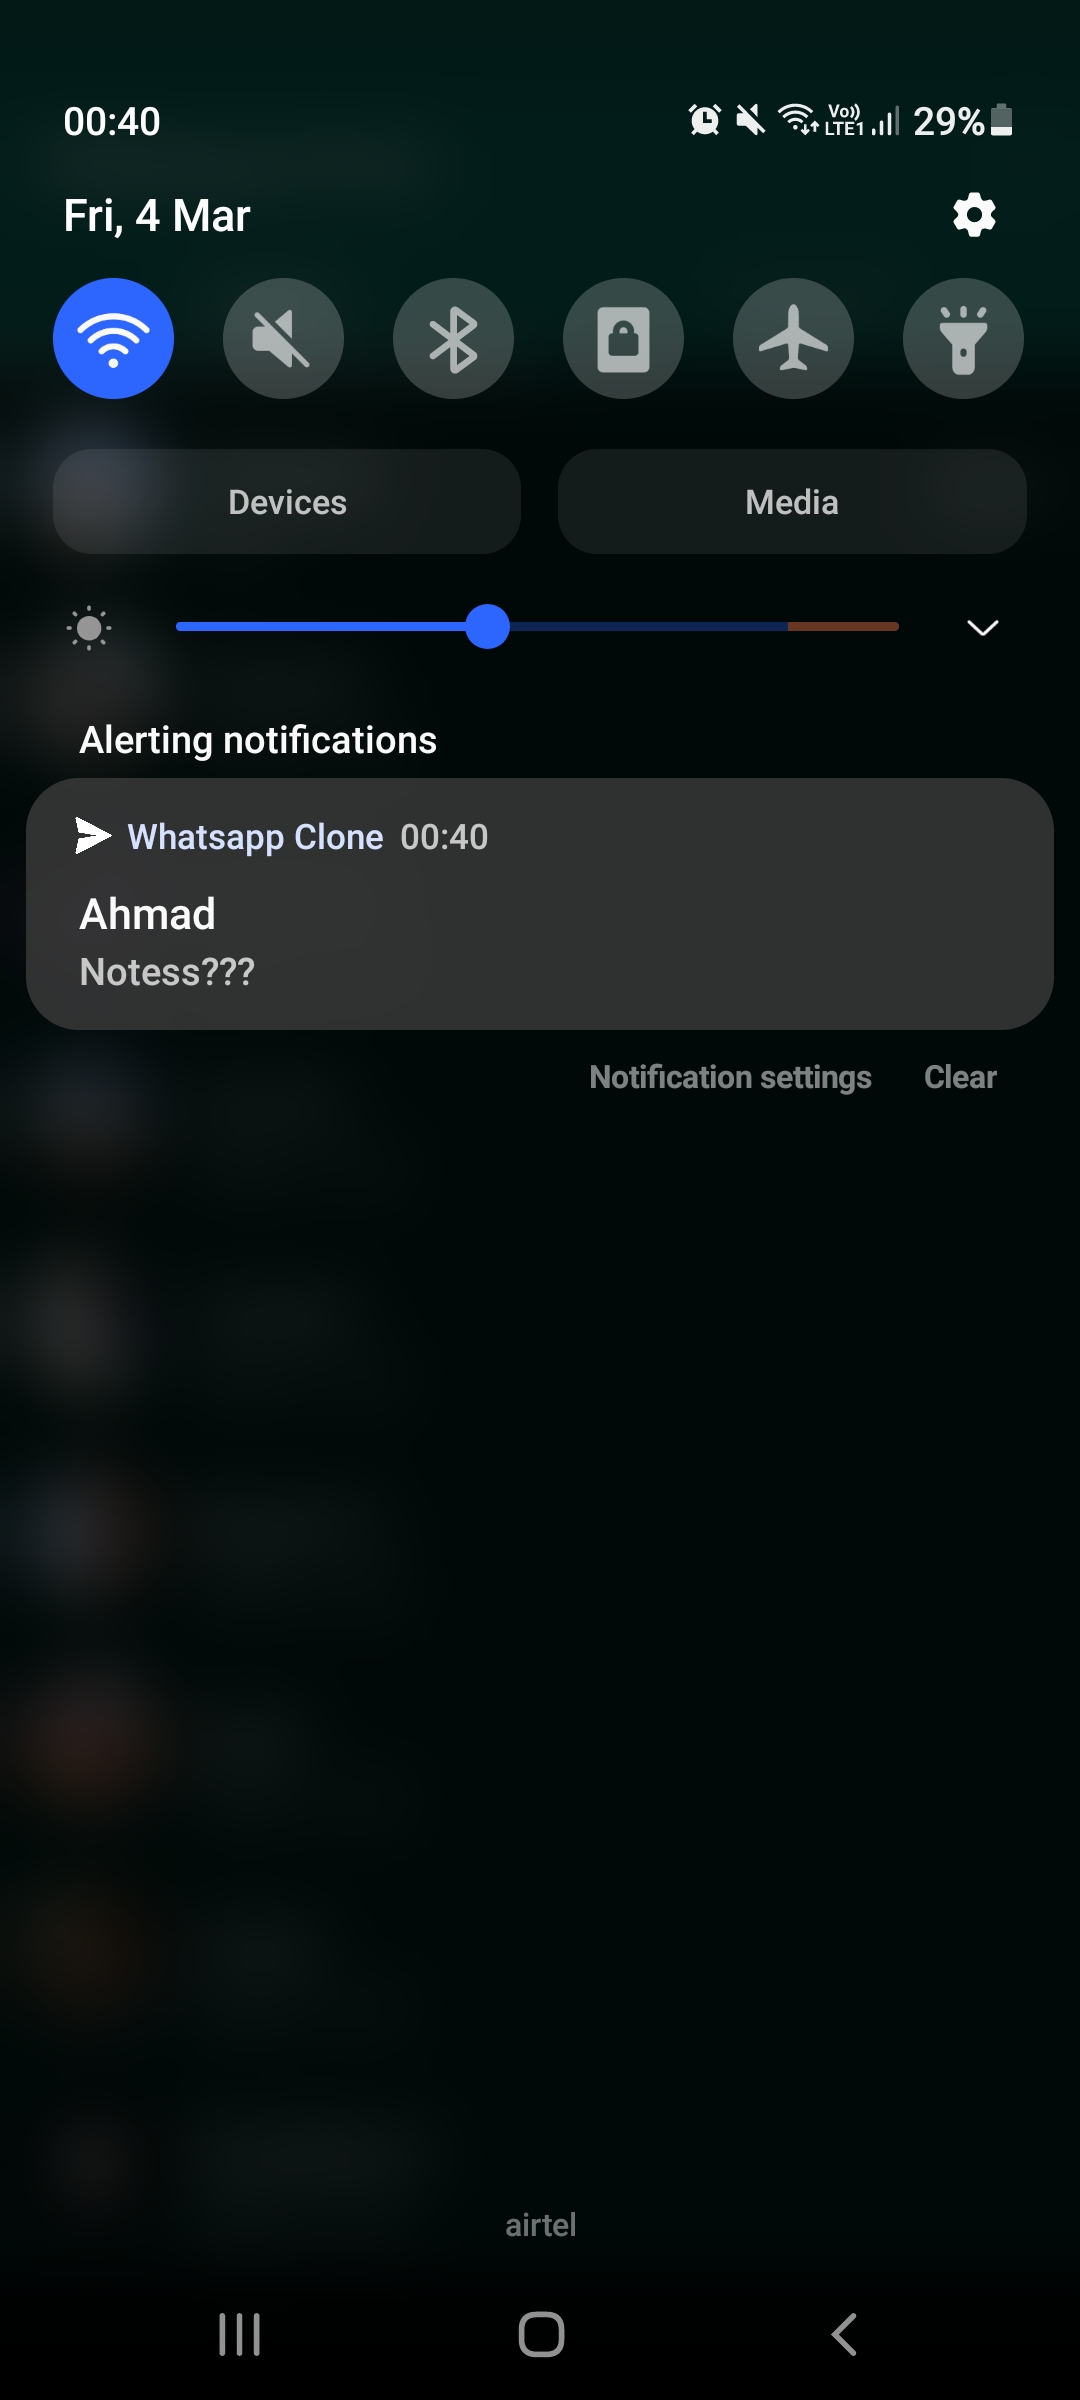 00:40
Vo)) LTE1 29%
Fri, 4 Mar
Devices
Media
Alerting notifications
Whatsapp Clone 00:40
Ahmad
Notess???
Notification settings Clear
airtel